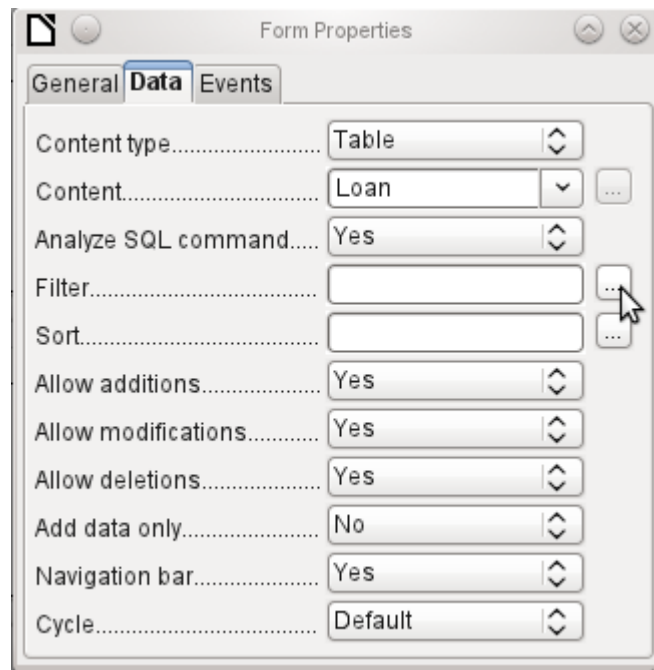 Form Properties
General Data Events
Content type........................ Table
Content................................ Loan ...
Analyze SQL command..... Yes
Filter..................................... ...
Sort....................................... ...
Allow additions.................... Yes
Allow modifications............ Yes
Allow deletions.................... Yes
Add data only....................... No
Navigation bar..................... Yes
Cycle..................................... Default